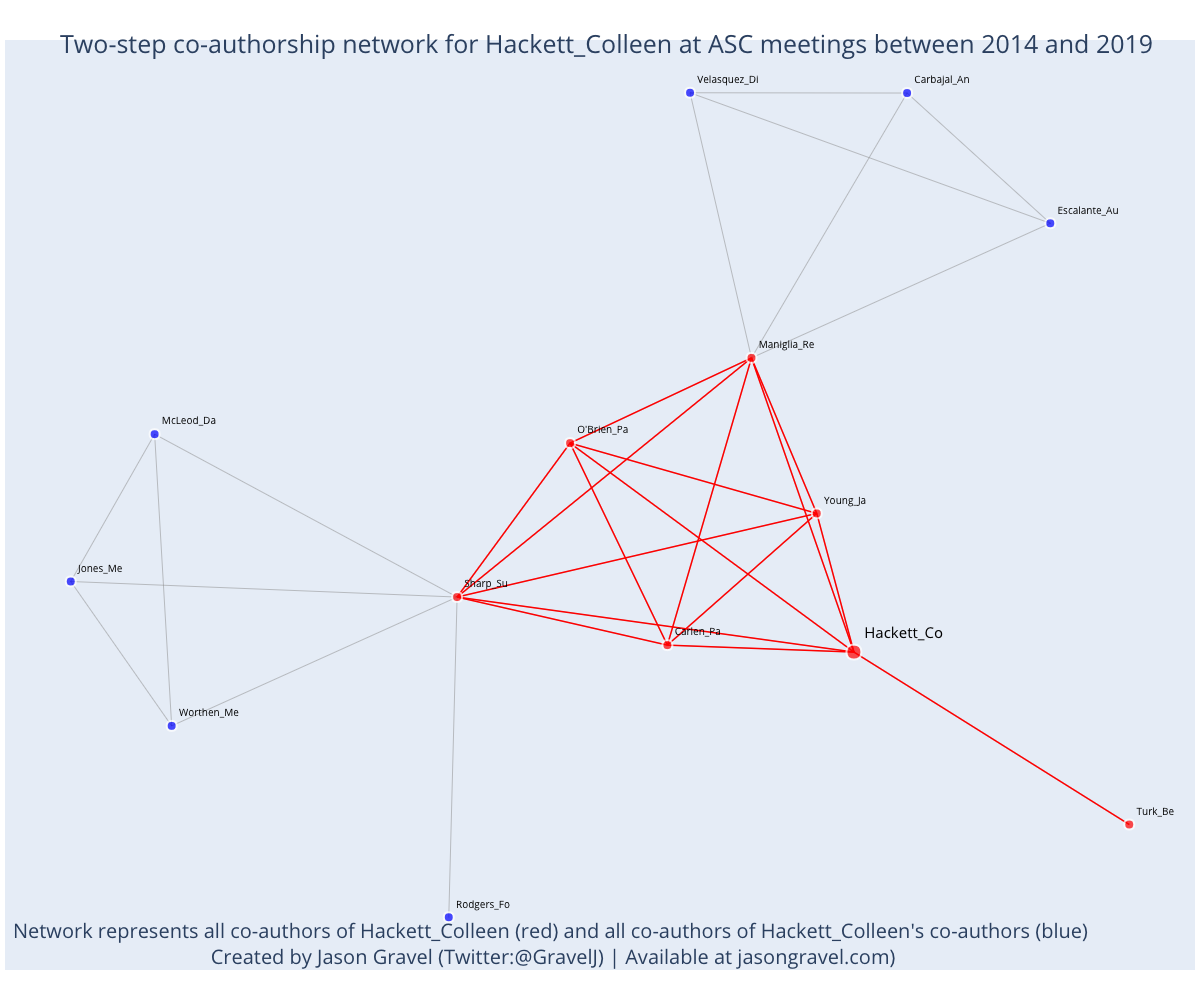 Two-step co-authorship network for Hackett_Colleen at ASC meetings between 2014 and 2019
Velasquez_Di
Carbajal_An
Escalante_Au
Maniglia_Re
McLeod_Da
O'Brien_Pa
Young_Ja
Jones_Me
Sharp_Su
Carlen_Pa
Hackett_Co
Worthen_Me
Turk_Be
Rodgers_Fo
Network represents all co-authors of Hackett_Colleen (red) and all co-authors of Hackett_Colleen's co-authors (blue)
Created by Jason Gravel (Twitter:@GravelJ) | Available at jasongravel.com)